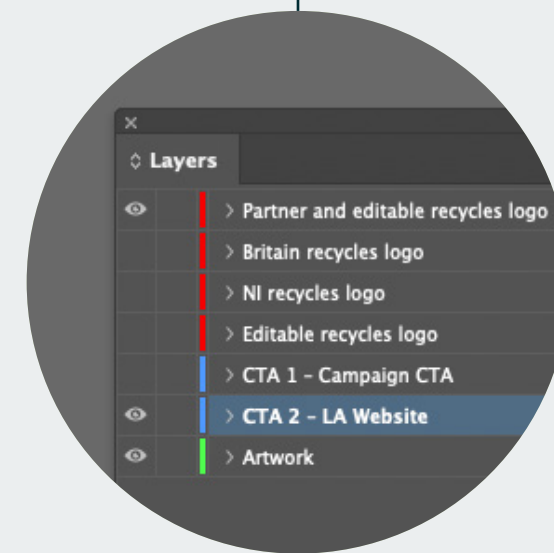 Layers
Partner and editable recycles logo
Britain recycles logo
NI recycles logo
Editable recycles logo
CTA 1 – Campaign CTA
CTA 2 – LA Website
Artwork